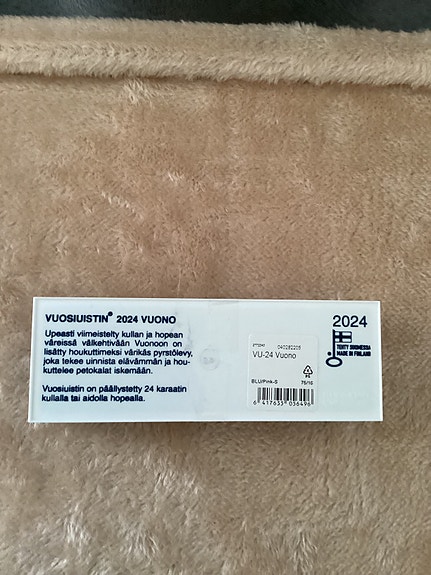 VUOSIUISTIN® 2024 VUONO
Upeasti viimeistelty kullan ja hopean
väreissä välkehtivään Vuonoon on
lisätty houkuttimeksi värikäs pyrstölevy,
joka tekee uinnista elävämmän ja hou-
kuttelee petokalat iskemään.
Vuosiuistin on päällystetty 24 karaatin
kullalla tai aidolla hopealla.
2024
TEHTY SUOMESSA
MADE IN FINLAND
040282205
VU-24 Vuono
BLU/Pink-S 75/16
6 417633 036496